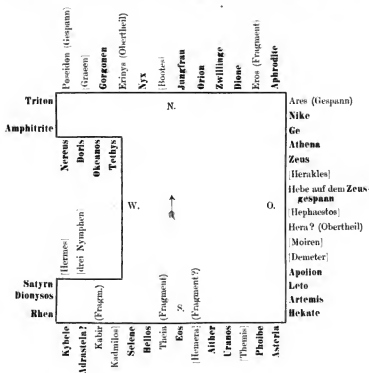 Poseidon (Gespann)
[Graeen]
Gorgonen
Erinys (Obertheil)
Nyx
[Bootes]
Jungfrau
Orion
Zwillinge
Dione
Eros (Fragment)
Aphrodite
Triton
Amphitrite
N.
Ares (Gespann)
Nike
Ge
Athena
Zeus
[Herakles]
Hebe auf dem Zeus-
gespann
[Hephaestos]
Hera? (Obertheil)
[Moiren]
[Demeter]
Apollon
Leto
Artemis
Hekate
Nereus
Doris
Okeanos
Tethys
W.
O.
[Hermes]
[drei Nymphen]
Satyrn
Dionysos
Rhea
Kybele
Adrasteia?
Kabir (Fragm.)
[Kadmilos]
Selene
Helios
Theia (Fragment)
Eos
S.
[Hemera] (Fragment?)
Aither
Uranos
[Themis]
Phoibe
Asteria